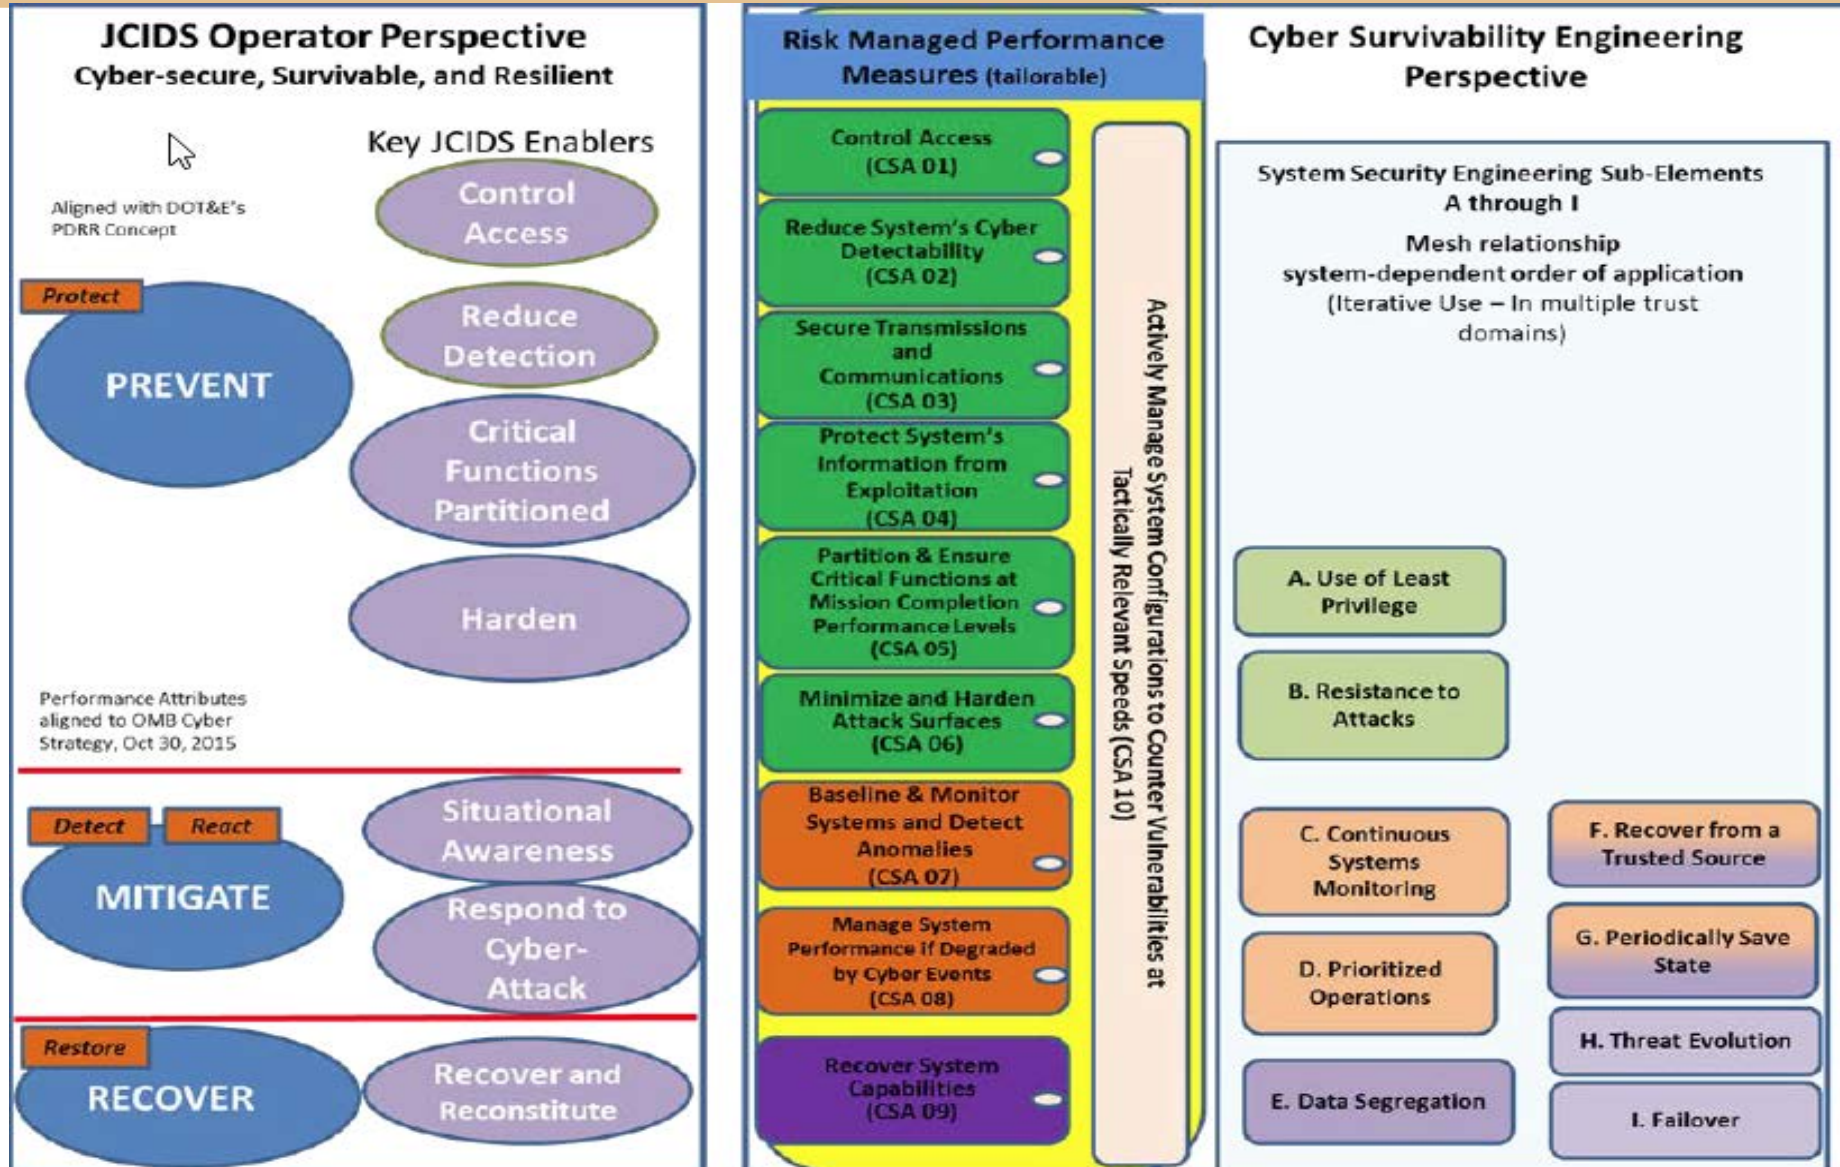 JCIDS Operator Perspective
Cyber-secure, Survivable, and Resilient
Key JCIDS Enablers
Aligned with DOT&E's
PDRR Concept
Protect
PREVENT
Control
Access
Reduce
Detection
Critical
Functions
Partitioned
Harden
Performance Attributes
aligned to OMB Cyber
Strategy, Oct 30, 2015
Detect
React
MITIGATE
Situational
Awareness
Respond to
Cyber-
Attack
Restore
RECOVER
Recover and
Reconstitute
Risk Managed Performance
Measures (tailorable)
Control Access
(CSA 01)
Reduce System's Cyber
Detectability
(CSA 02)
Secure Transmissions
and
Communications
(CSA 03)
Protect System's
Information from
Exploitation
(CSA 04)
Partition & Ensure
Critical Functions at
Mission Completion
Performance Levels
(CSA 05)
Minimize and Harden
Attack Surfaces
(CSA 06)
Baseline & Monitor
Systems and Detect
Anomalies
(CSA 07)
Manage System
Performance if Degraded
by Cyber Events
(CSA 08)
Recover System
Capabilities
(CSA 09)
Actively Manage System Configurations to Counter Vulnerabilities at
Tactically Relevant Speeds (CSA 10)
Cyber Survivability Engineering
Perspective
System Security Engineering Sub-Elements
A through I
Mesh relationship
system-dependent order of application
(Iterative Use – In multiple trust
domains)
A. Use of Least
Privilege
B. Resistance to
Attacks
C. Continuous
Systems
Monitoring
D. Prioritized
Operations
E. Data Segregation
F. Recover from a
Trusted Source
G. Periodically Save
State
H. Threat Evolution
I. Failover